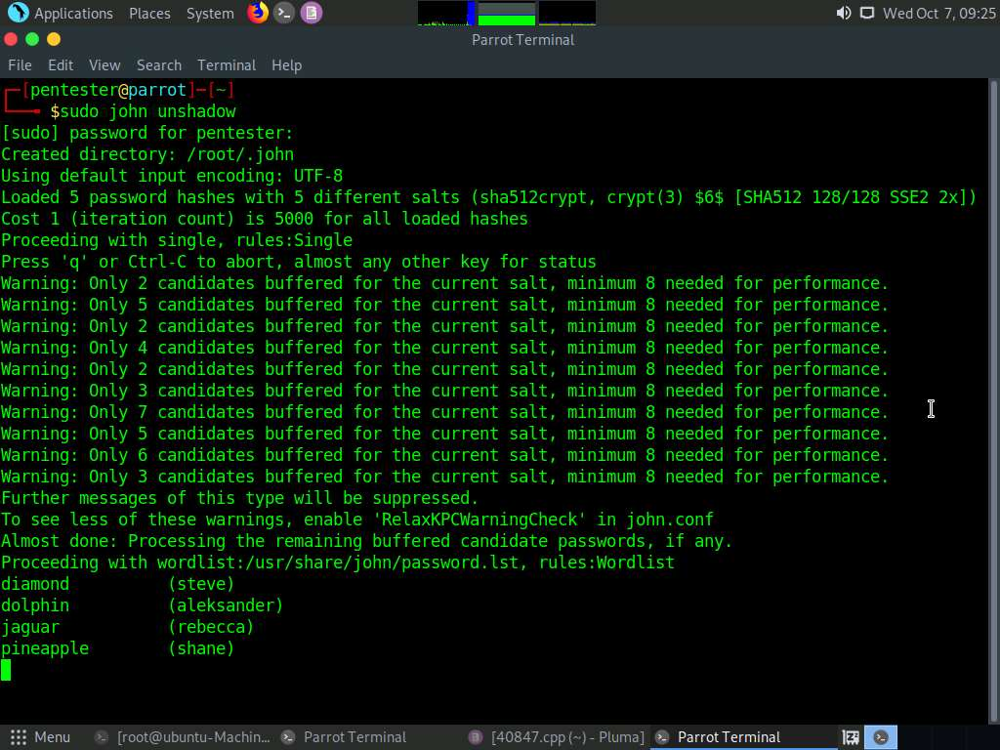 Applications Places System Wed Oct 7, 09:25
Parrot Terminal
File Edit View Search Terminal Help
┌─[pentester@parrot]─[~]
└──╼ $sudo john unshadow
[sudo] password for pentester:
Created directory: /root/.john
Using default input encoding: UTF-8
Loaded 5 password hashes with 5 different salts (sha512crypt, crypt(3) $6$ [SHA512 128/128 SSE2 2x])
Cost 1 (iteration count) is 5000 for all loaded hashes
Proceeding with single, rules:Single
Press 'q' or Ctrl-C to abort, almost any other key for status
Warning: Only 2 candidates buffered for the current salt, minimum 8 needed for performance.
Warning: Only 5 candidates buffered for the current salt, minimum 8 needed for performance.
Warning: Only 2 candidates buffered for the current salt, minimum 8 needed for performance.
Warning: Only 4 candidates buffered for the current salt, minimum 8 needed for performance.
Warning: Only 2 candidates buffered for the current salt, minimum 8 needed for performance.
Warning: Only 3 candidates buffered for the current salt, minimum 8 needed for performance.
Warning: Only 7 candidates buffered for the current salt, minimum 8 needed for performance.
Warning: Only 5 candidates buffered for the current salt, minimum 8 needed for performance.
Warning: Only 6 candidates buffered for the current salt, minimum 8 needed for performance.
Warning: Only 3 candidates buffered for the current salt, minimum 8 needed for performance.
Further messages of this type will be suppressed.
To see less of these warnings, enable 'RelaxKPCWarningCheck' in john.conf
Almost done: Processing the remaining buffered candidate passwords, if any.
Proceeding with wordlist:/usr/share/john/password.lst, rules:Wordlist
diamond (steve)
dolphin (aleksander)
jaguar (rebecca)
pineapple (shane)
Menu [root@ubuntu-Machin... Parrot Terminal [40847.cpp (~) - Pluma] Parrot Terminal